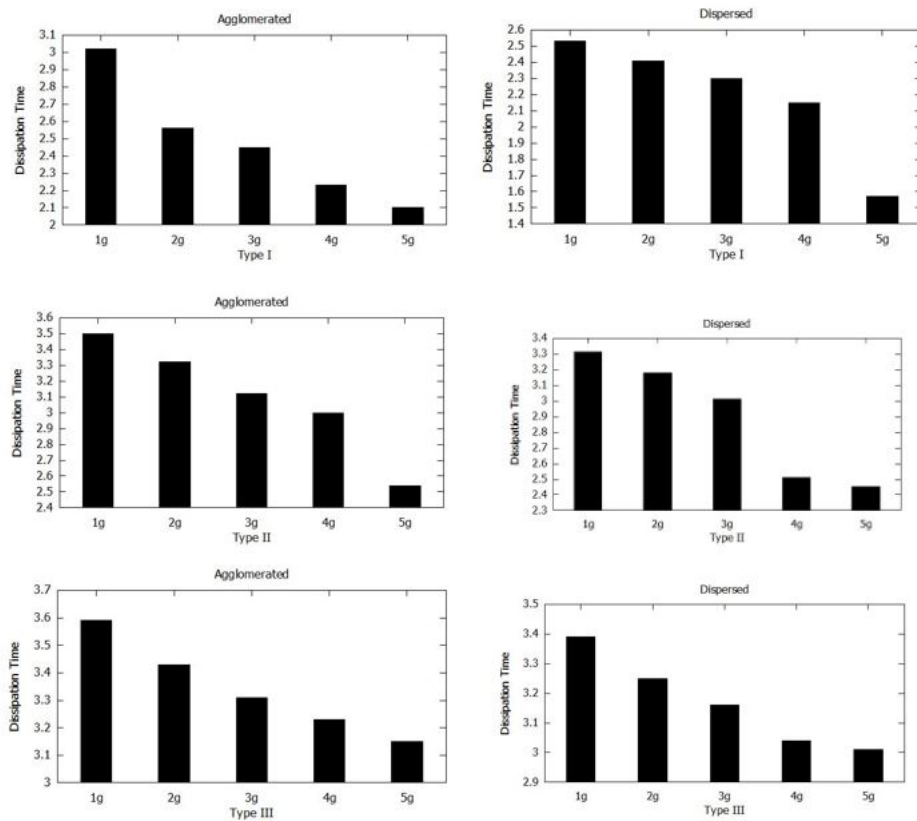 Agglomerated
Dissipation Time
3.1
3
2.9
2.8
2.7
2.6
2.5
2.4
2.3
2.2
2.1
2
1g 2g 3g 4g 5g
Type I
Dispersed
Dissipation Time
2.6
2.5
2.4
2.3
2.2
2.1
2
1.9
1.8
1.7
1.6
1.5
1.4
1g 2g 3g 4g 5g
Type I
Agglomerated
Dissipation Time
3.6
3.5
3.4
3.3
3.2
3.1
3
2.9
2.8
2.7
2.6
2.5
2.4
1g 2g 3g 4g 5g
Type II
Dispersed
Dissipation Time
3.4
3.3
3.2
3.1
3
2.9
2.8
2.7
2.6
2.5
2.4
2.3
1g 2g 3g 4g 5g
Type II
Agglomerated
Dissipation Time
3.7
3.6
3.5
3.4
3.3
3.2
3.1
3
1g 2g 3g 4g 5g
Type III
Dispersed
Dissipation Time
3.5
3.4
3.3
3.2
3.1
3
2.9
1g 2g 3g 4g 5g
Type III